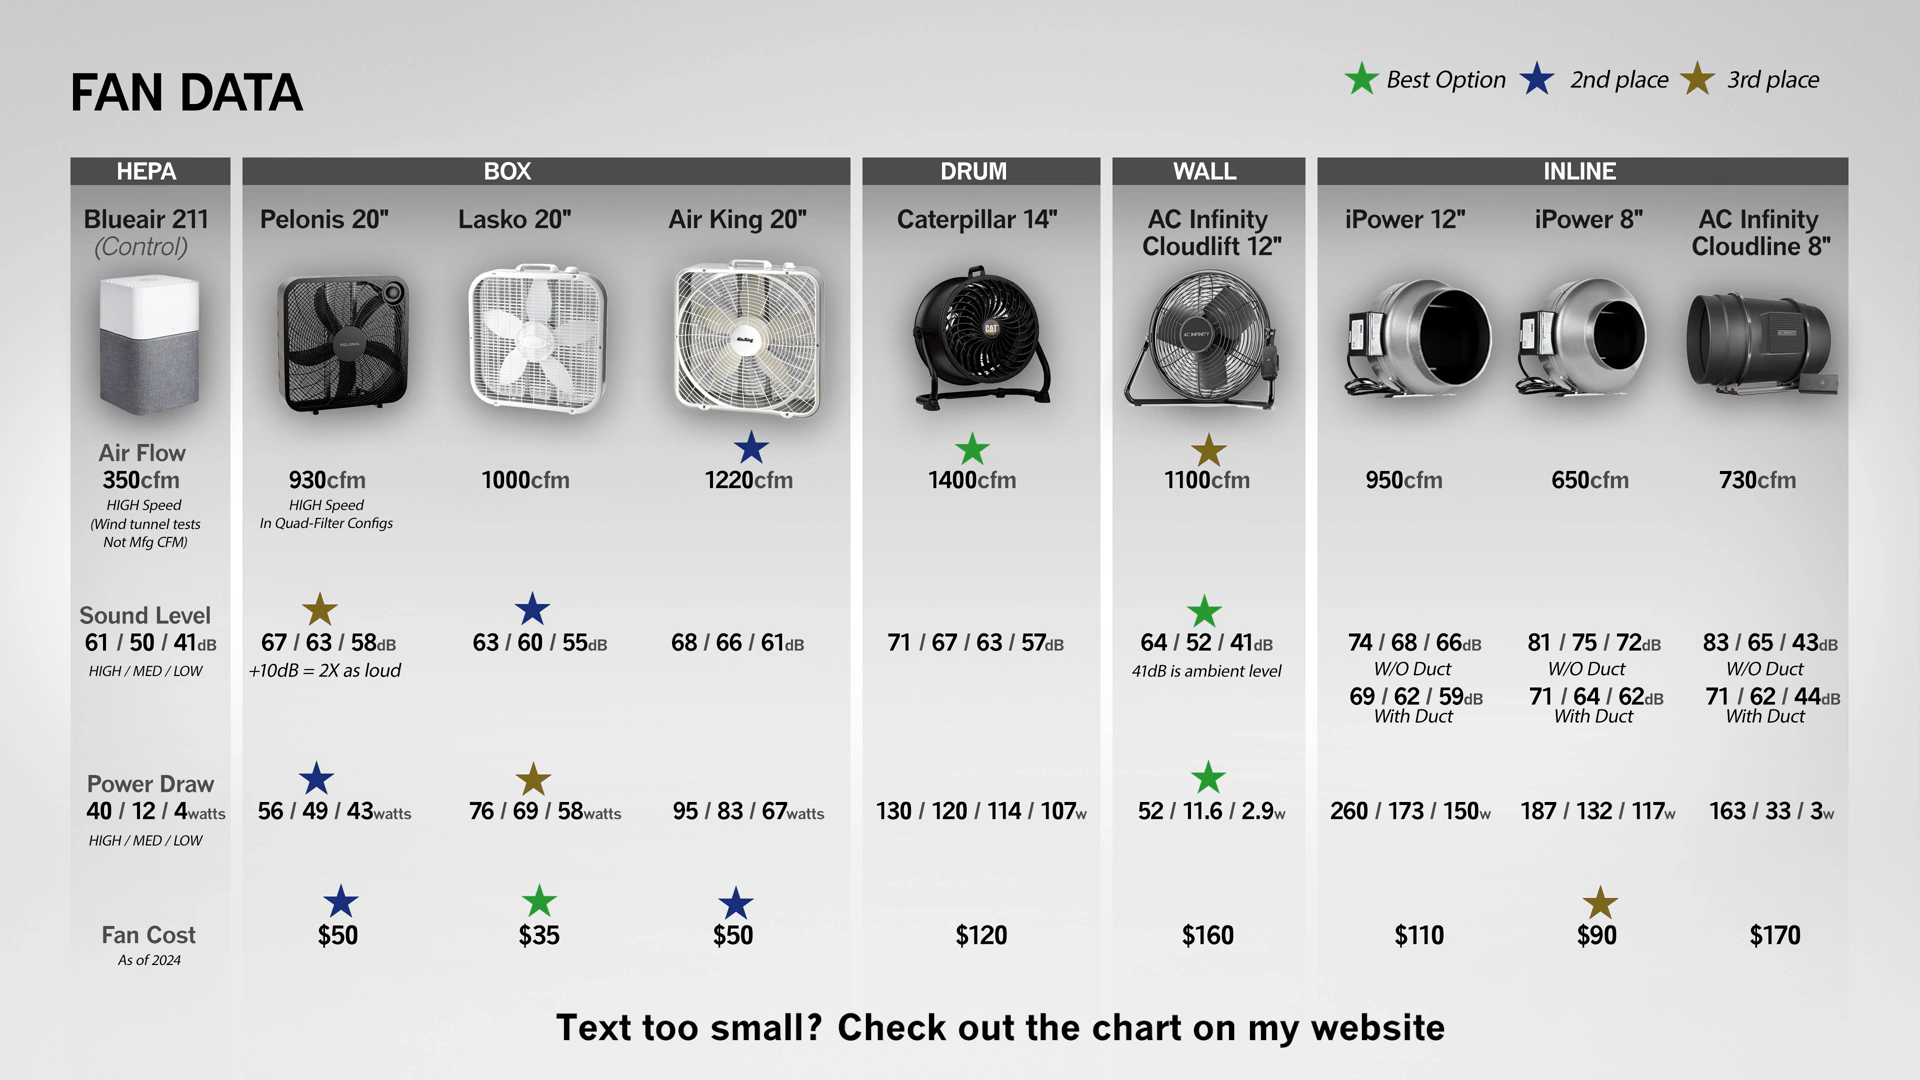 FAN DATA
Best Option 2nd place 3rd place
HEPA BOX DRUM WALL INLINE
Blueair 211 Pelonis 20" Lasko 20" Air King 20" Caterpillar 14" AC Infinity iPower 12" iPower 8" AC Infinity
(Control) Cloudlift 12" Cloudline 8"
PELONIS
AirKing
CAT
AC INFINITY
AC INFINITY
Air Flow
350cfm 930cfm 1000cfm 1220cfm 1400cfm 1100cfm 950cfm 650cfm 730cfm
HIGH Speed HIGH Speed
(Wind tunnel tests In Quad-Filter Configs
Not Mfg CFM)
Sound Level
61 / 50 / 41dB 67 / 63 / 58dB 63 / 60 / 55dB 68 / 66 / 61dB 71 / 67 / 63 / 57dB 64 / 52 / 41dB 74 / 68 / 66dB 81 / 75 / 72dB 83 / 65 / 43dB
HIGH / MED / LOW +10dB = 2X as loud 41dB is ambient level W/O Duct W/O Duct W/O Duct
69 / 62 / 59dB 71 / 64 / 62dB 71 / 62 / 44dB
With Duct With Duct With Duct
Power Draw
40 / 12 / 4watts 56 / 49 / 43watts 76 / 69 / 58watts 95 / 83 / 67watts 130 / 120 / 114 / 107w 52 / 11.6 / 2.9w 260 / 173 / 150w 187 / 132 / 117w 163 / 33 / 3w
HIGH / MED / LOW
Fan Cost $50 $35 $50 $120 $160 $110 $90 $170
As of 2024
Text too small? Check out the chart on my website